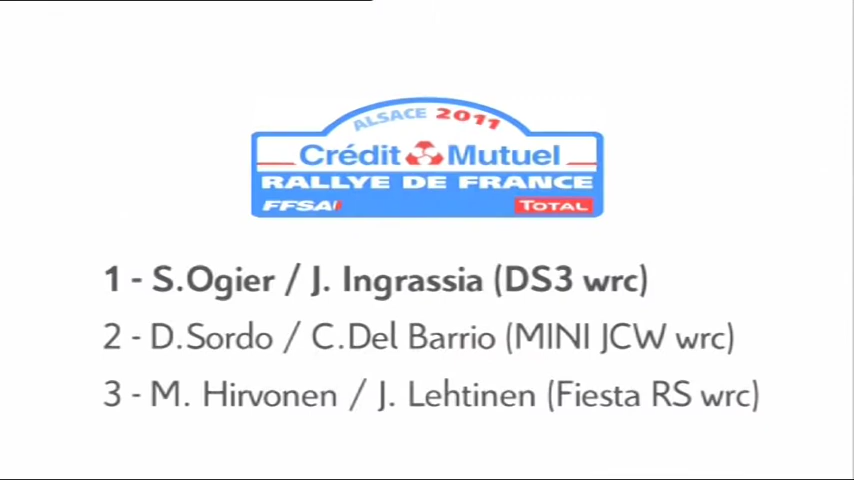 ALSACE 2011
Crédit Mutuel
RALLYE DE FRANCE
FFSA TOTAL
1 - S.Ogier / J. Ingrassia (DS3 wrc)
2 - D.Sordo / C.Del Barrio (MINI JCW wrc)
3 - M. Hirvonen / J. Lehtinen (Fiesta RS wrc)